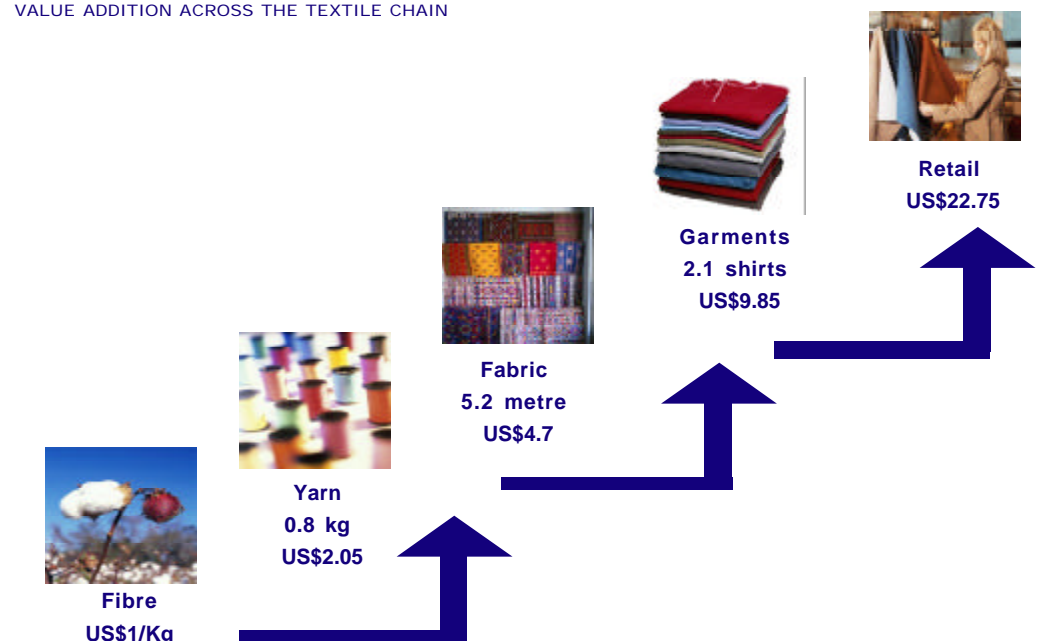 VALUE ADDITION ACROSS THE TEXTILE CHAIN
Fibre
US$1/Kg
Yarn
0.8 kg
US$2.05
Fabric
5.2 metre
US$4.7
Garments
2.1 shirts
US$9.85
Retail
US$22.75